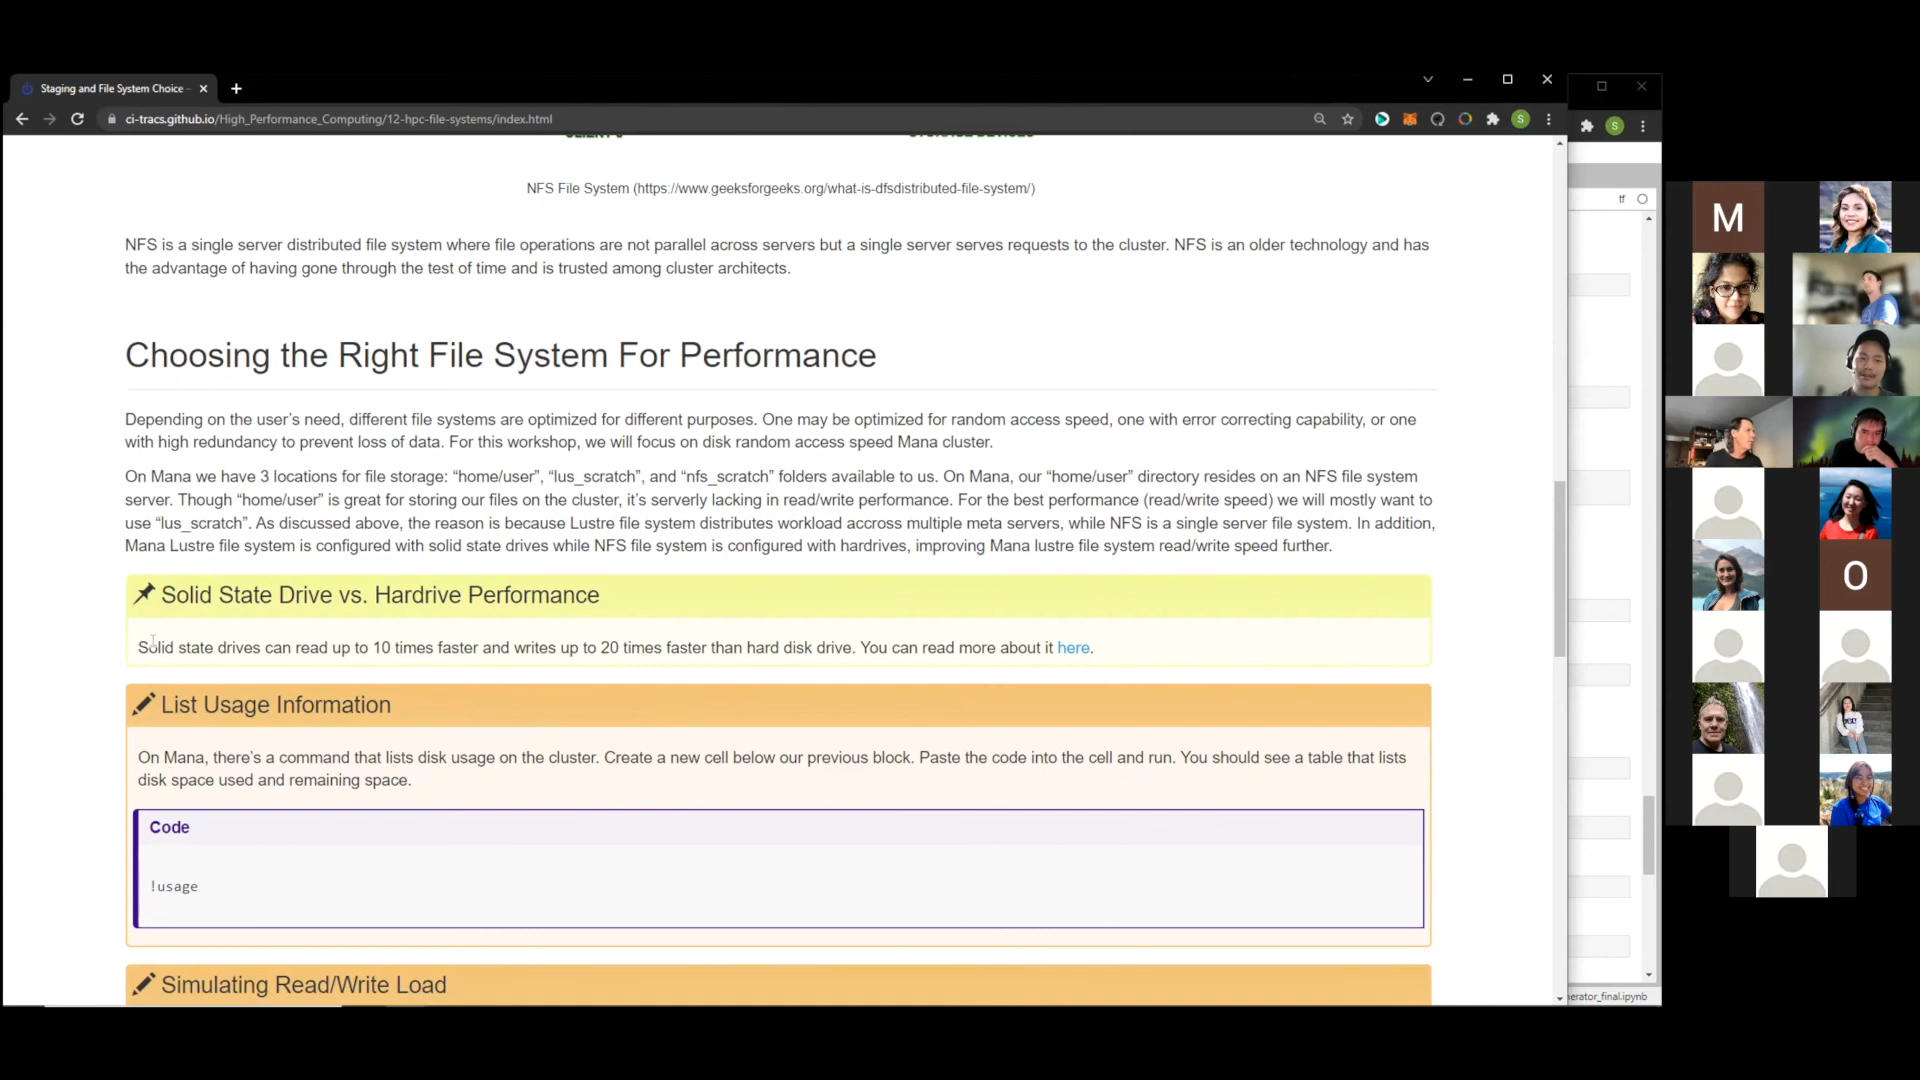 Staging and File System Choice -
ci-tracs.github.io/High_Performance_Computing/12-hpc-file-systems/index.html
S
S
tf
NFS File System (https://www.geeksforgeeks.org/what-is-dfsdistributed-file-system/)
NFS is a single server distributed file system where file operations are not parallel across servers but a single server serves requests to the cluster. NFS is an older technology and has
the advantage of having gone through the test of time and is trusted among cluster architects.
Choosing the Right File System For Performance
Depending on the user's need, different file systems are optimized for different purposes. One may be optimized for random access speed, one with error correcting capability, or one
with high redundancy to prevent loss of data. For this workshop, we will focus on disk random access speed Mana cluster.
On Mana we have 3 locations for file storage: “home/user”, “lus_scratch”, and “nfs_scratch” folders available to us. On Mana, our “home/user” directory resides on an NFS file system
server. Though “home/user” is great for storing our files on the cluster, it's serverly lacking in read/write performance. For the best performance (read/write speed) we will mostly want to
use “lus_scratch”. As discussed above, the reason is because Lustre file system distributes workload accross multiple meta servers, while NFS is a single server file system. In addition,
Mana Lustre file system is configured with solid state drives while NFS file system is configured with hardrives, improving Mana lustre file system read/write speed further.
Solid State Drive vs. Hardrive Performance
Solid state drives can read up to 10 times faster and writes up to 20 times faster than hard disk drive. You can read more about it here.
List Usage Information
On Mana, there's a command that lists disk usage on the cluster. Create a new cell below our previous block. Paste the code into the cell and run. You should see a table that lists
disk space used and remaining space.
Code
!usage
Simulating Read/Write Load
erator_final.ipynb
M
O